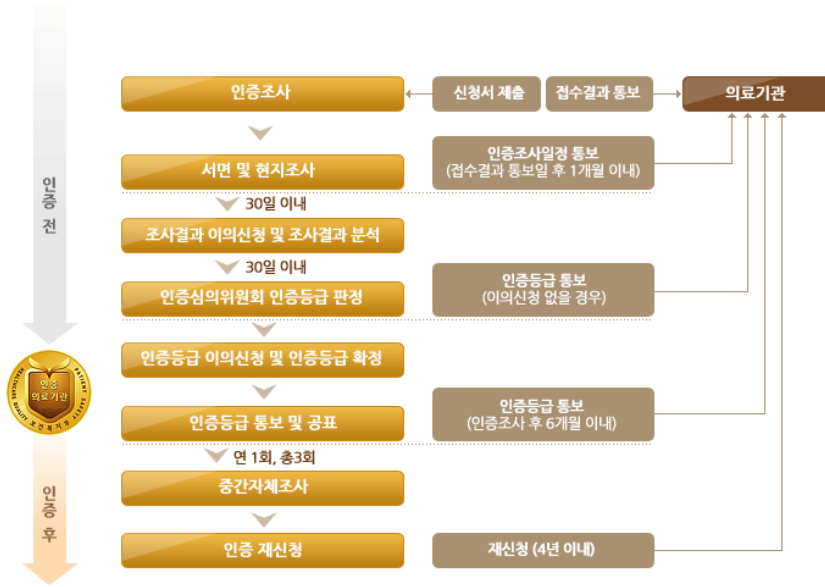 인증조사
신청서 제출
접수결과 통보
의료기관
서면 및 현지조사
인증조사일정 통보
(접수결과 통보일 후 1개월 이내)
인증 전
30일 이내
조사결과 이의신청 및 조사결과 분석
30일 이내
인증심의위원회 인증등급 판정
인증등급 통보
(이의신청 없을 경우)
인증등급 이의신청 및 인증등급 확정
인증
의료기관
HEALTHCARE QUALITY
PATIENT SAFETY
보건복지부
인증등급 통보 및 공표
인증등급 통보
(인증조사 후 6개월 이내)
연 1회, 총3회
중간자체조사
인증 후
인증 재신청
재신청 (4년 이내)